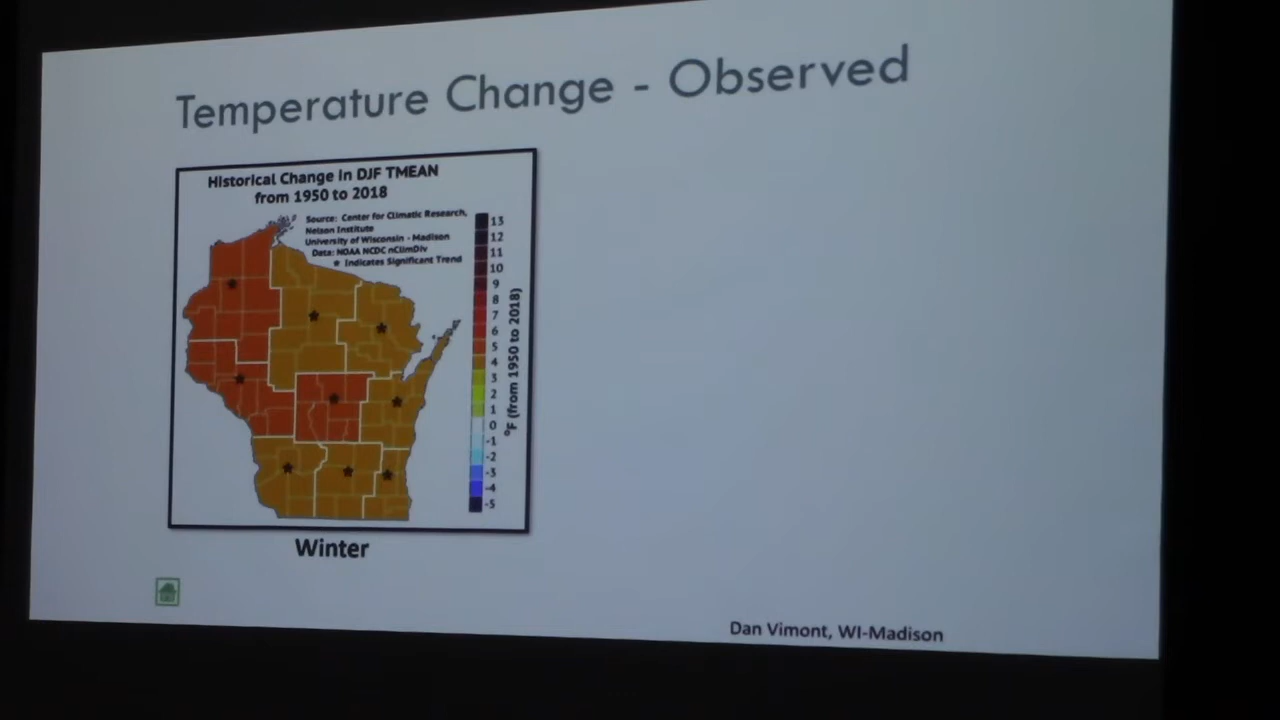 Temperature Change - Observed
Historical Change in DJF TMEAN
from 1950 to 2018
Source: Center for Climatic Research,
Nelson Institute
University of Wisconsin - Madison
Data: NOAA NCDC nClimDiv
* Indicates Significant Trend
13
12
11
10
9
8
7
6
5
4
3
2
1
0
-1
-2
-3
-4
-5
°F (from 1950 to 2018)
Winter
Dan Vimont, WI-Madison